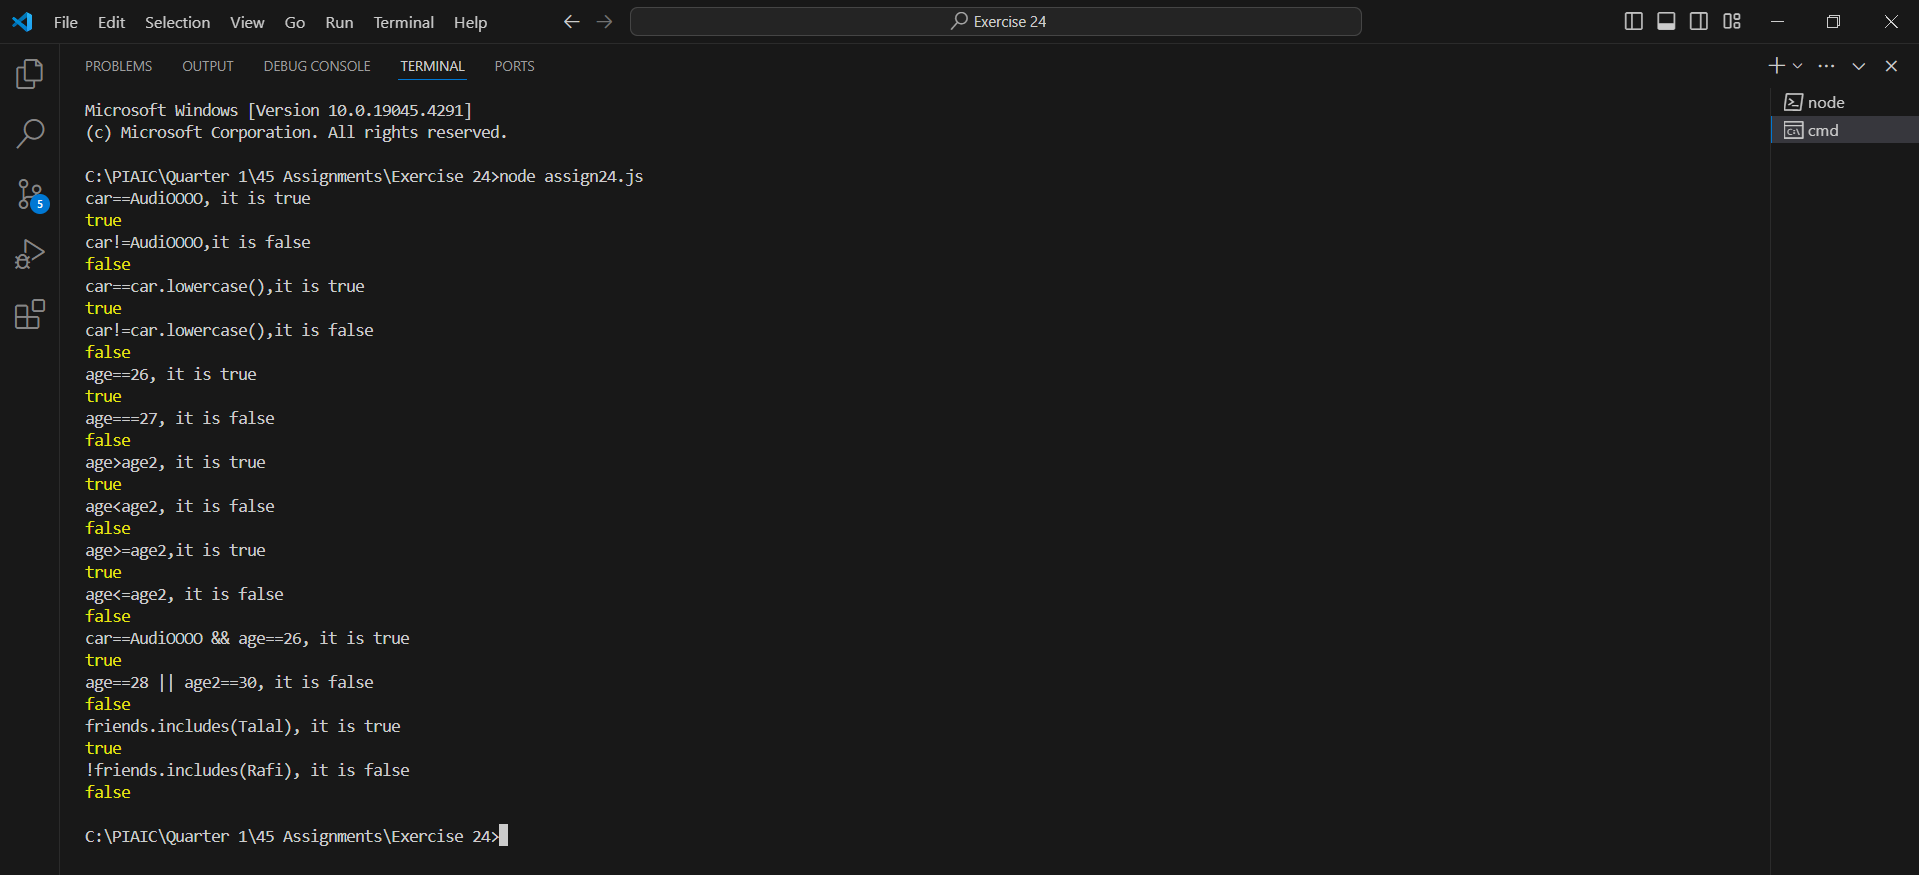 File Edit Selection View Go Run Terminal Help
Exercise 24
PROBLEMS OUTPUT DEBUG CONSOLE TERMINAL PORTS
Microsoft Windows [Version 10.0.19045.4291]
(c) Microsoft Corporation. All rights reserved.
C:\PIAIC\Quarter 1\45 Assignments\Exercise 24>node assign24.js
car==AudiOOOO, it is true
true
car!=AudiOOOO,it is false
false
car==car.lowercase(),it is true
true
car!=car.lowercase(),it is false
false
age==26, it is true
true
age===27, it is false
false
age>age2, it is true
true
age<age2, it is false
false
age>=age2,it is true
true
age<=age2, it is false
false
car==AudiOOOO && age==26, it is true
true
age==28 || age2==30, it is false
false
friends.includes(Talal), it is true
true
!friends.includes(Rafi), it is false
false
C:\PIAIC\Quarter 1\45 Assignments\Exercise 24>
node
cmd
5